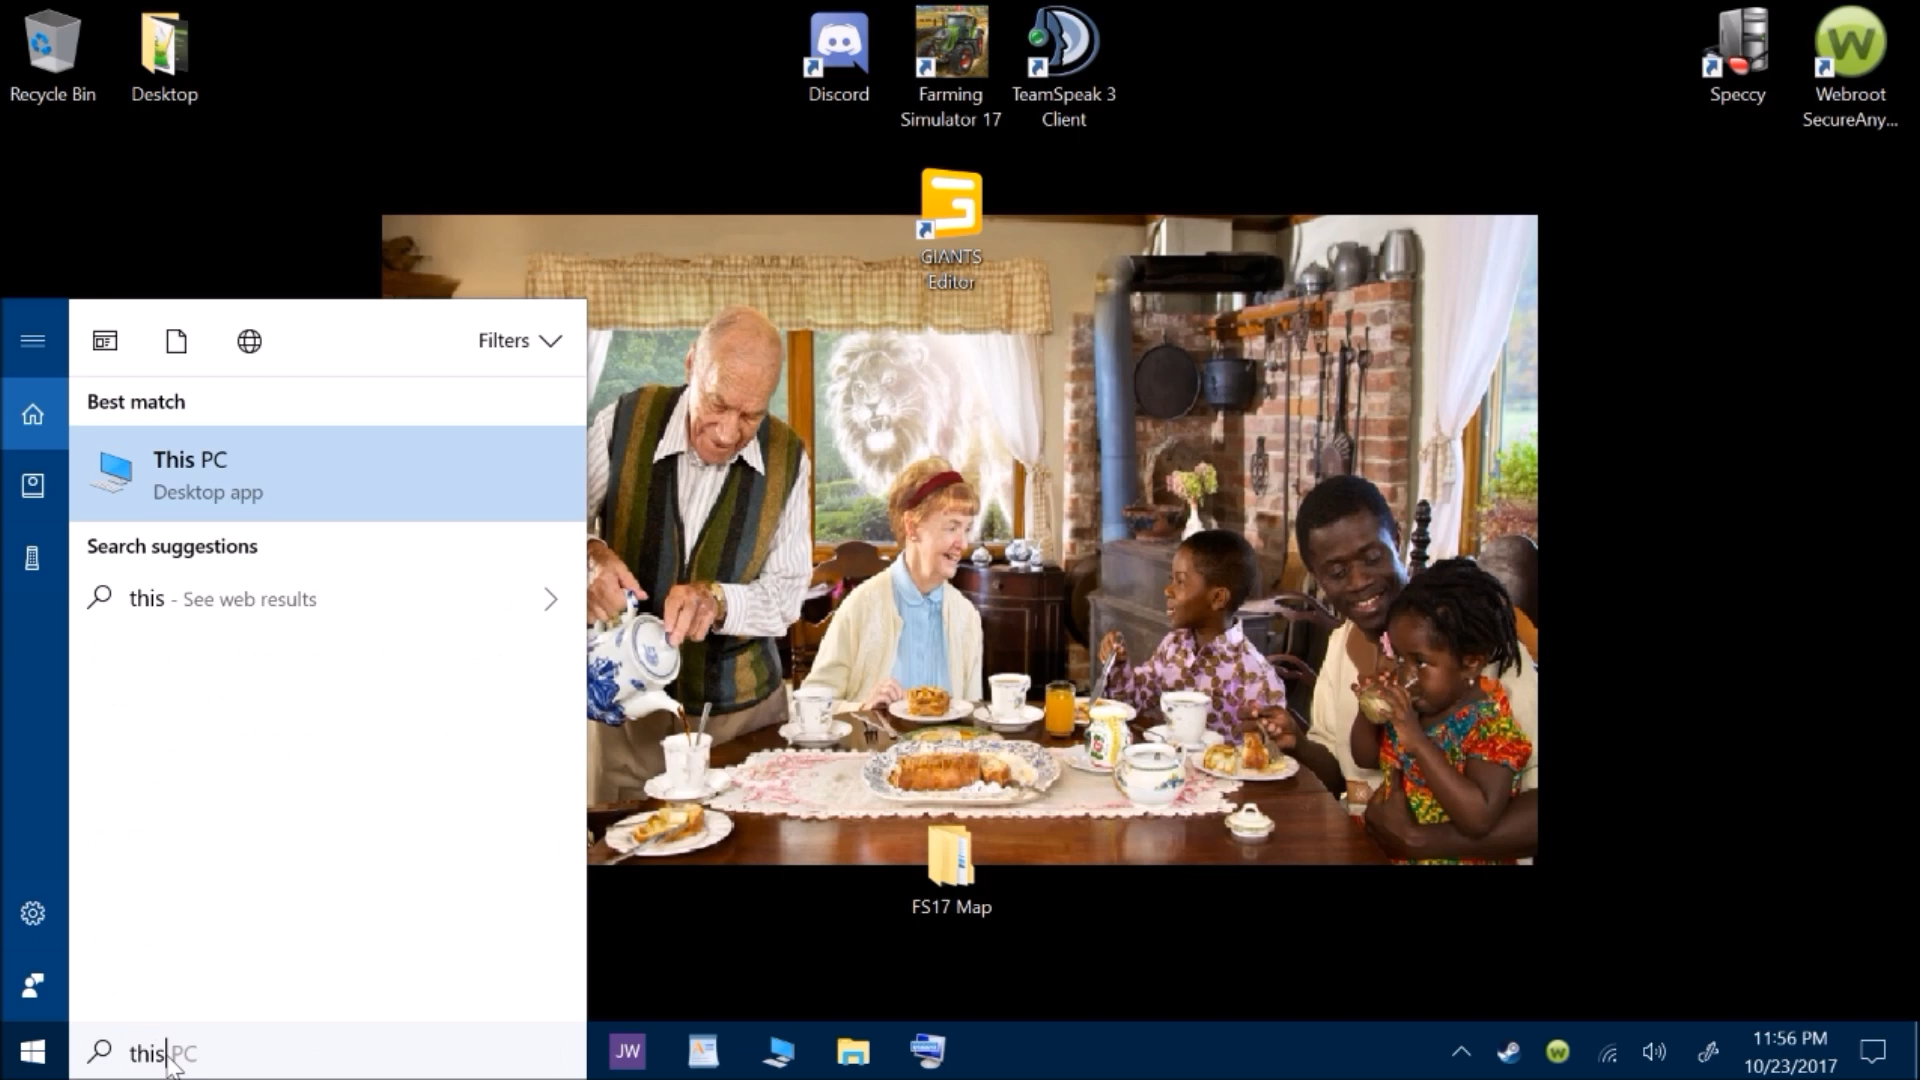 Recycle Bin
Desktop
Discord
Farming
Simulator 17
TeamSpeak 3
Client
Speccy
Webroot
SecureAny...
W
GIANTS
Editor
Filters
Best match
This PC
Desktop app
Search suggestions
this - See web results
FS17 Map
this PC
JW
W
11:56 PM
10/23/2017